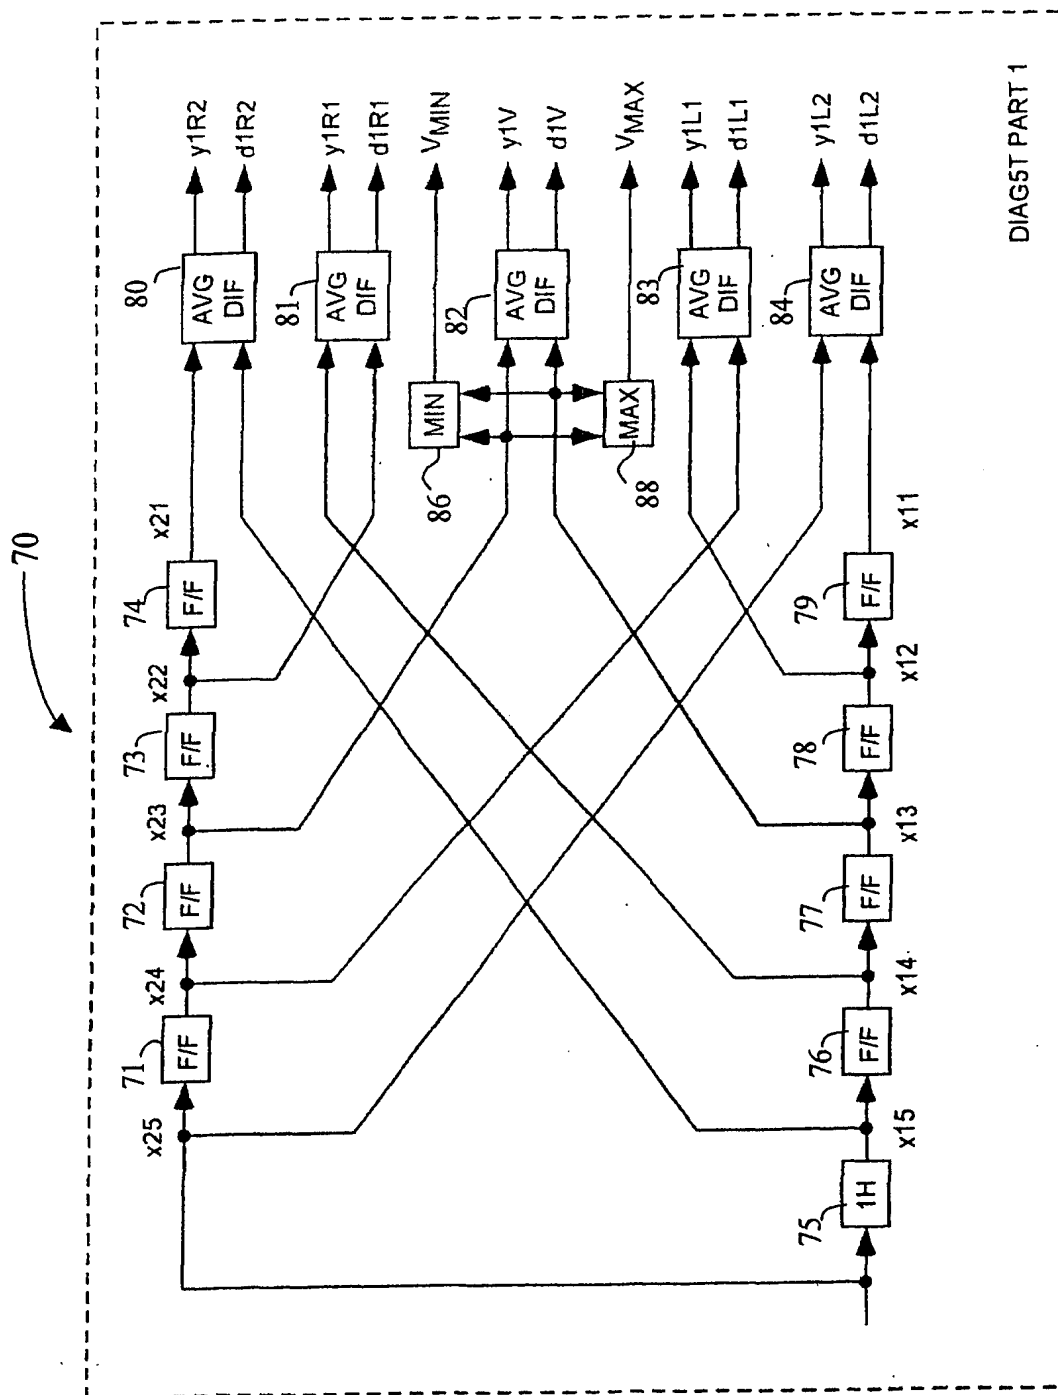 70
80
AVG
DIF
y1R2
d1R2
81
AVG
DIF
y1R1
d1R1
86
MIN
VMIN
82
AVG
DIF
y1V
d1V
88
MAX
VMAX
83
AVG
DIF
y1L1
d1L1
84
AVG
DIF
y1L2
d1L2
x25
71
F/F
x24
72
F/F
x23
73
F/F
x22
74
F/F
x21
75
1H
x15
76
F/F
x14
77
F/F
x13
78
F/F
x12
79
F/F
x11
DIAG5T PART 1